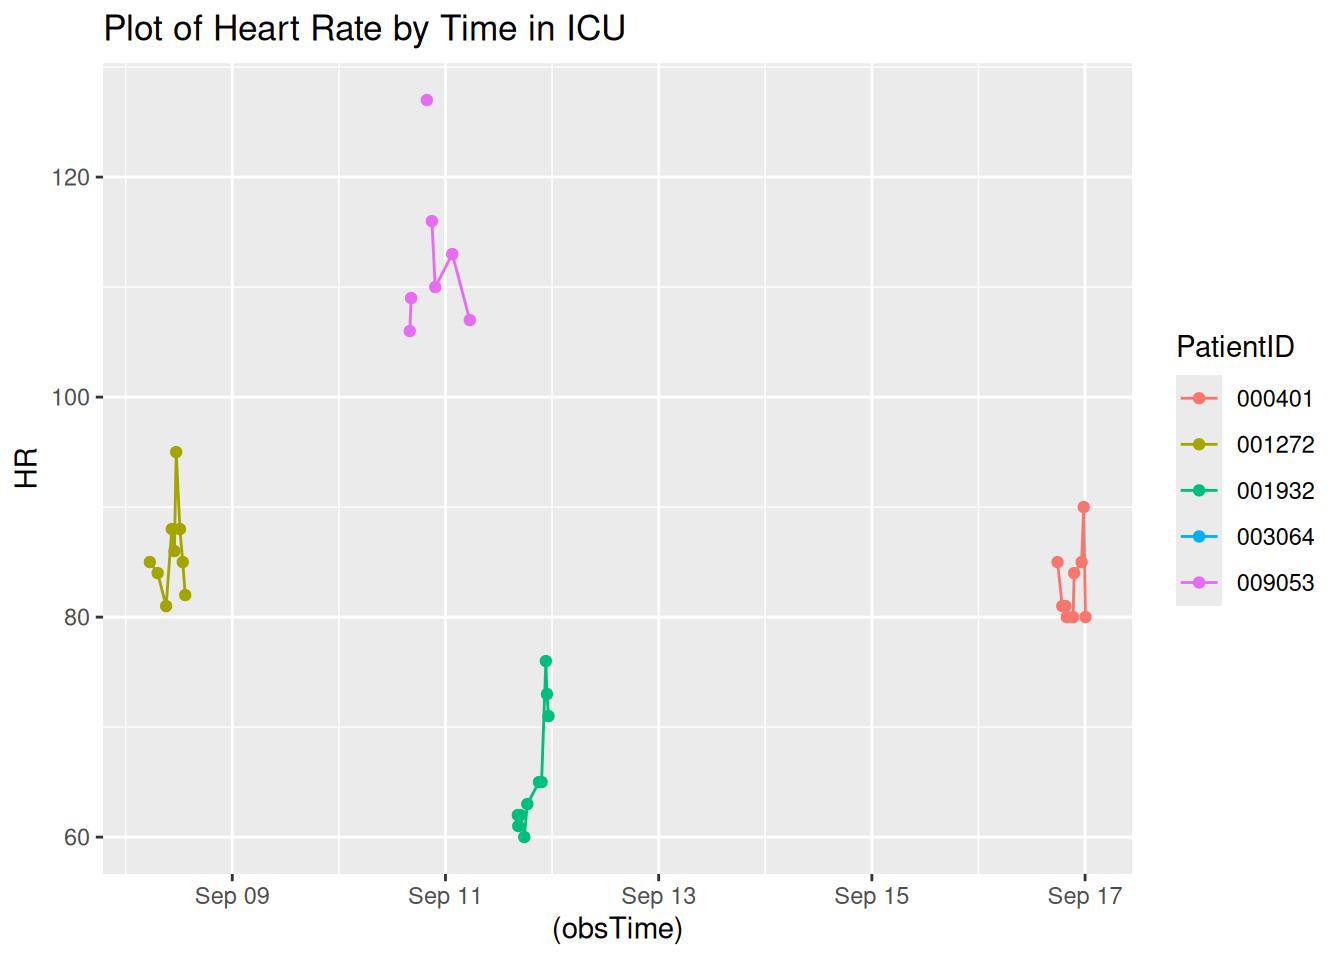 Plot of Heart Rate by Time in ICU
HR
120
100
80
60
Sep 09
Sep 11
Sep 13
Sep 15
Sep 17
(obsTime)
PatientID
000401
001272
001932
003064
009053